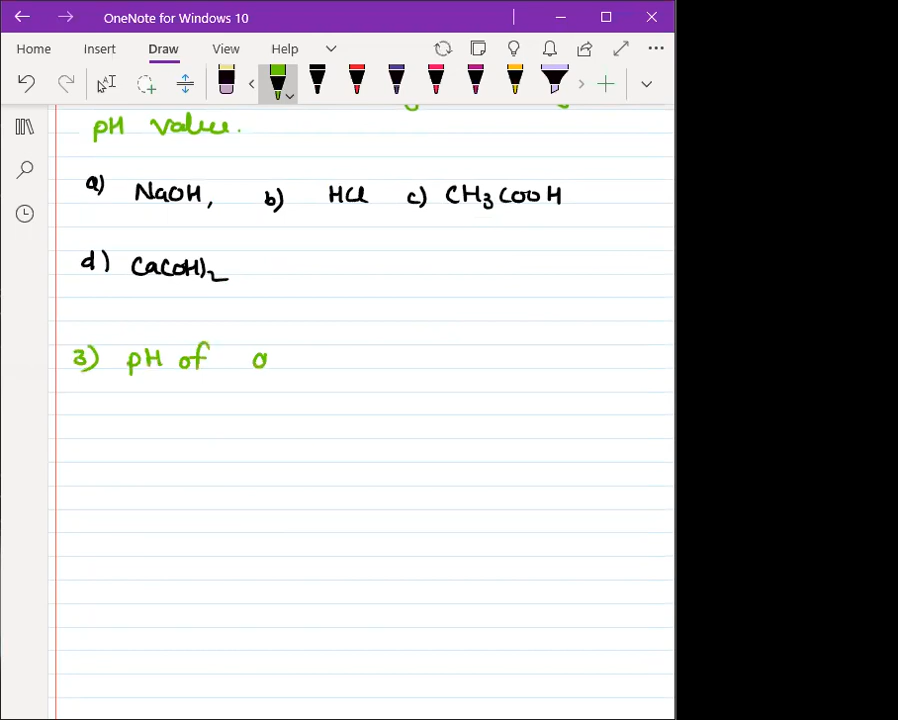 OneNote for Windows 10
Home Insert Draw View Help
pH value.
a) NaOH, b) HCl c) CH3COOH
d) Ca(OH)2
3) pH of a